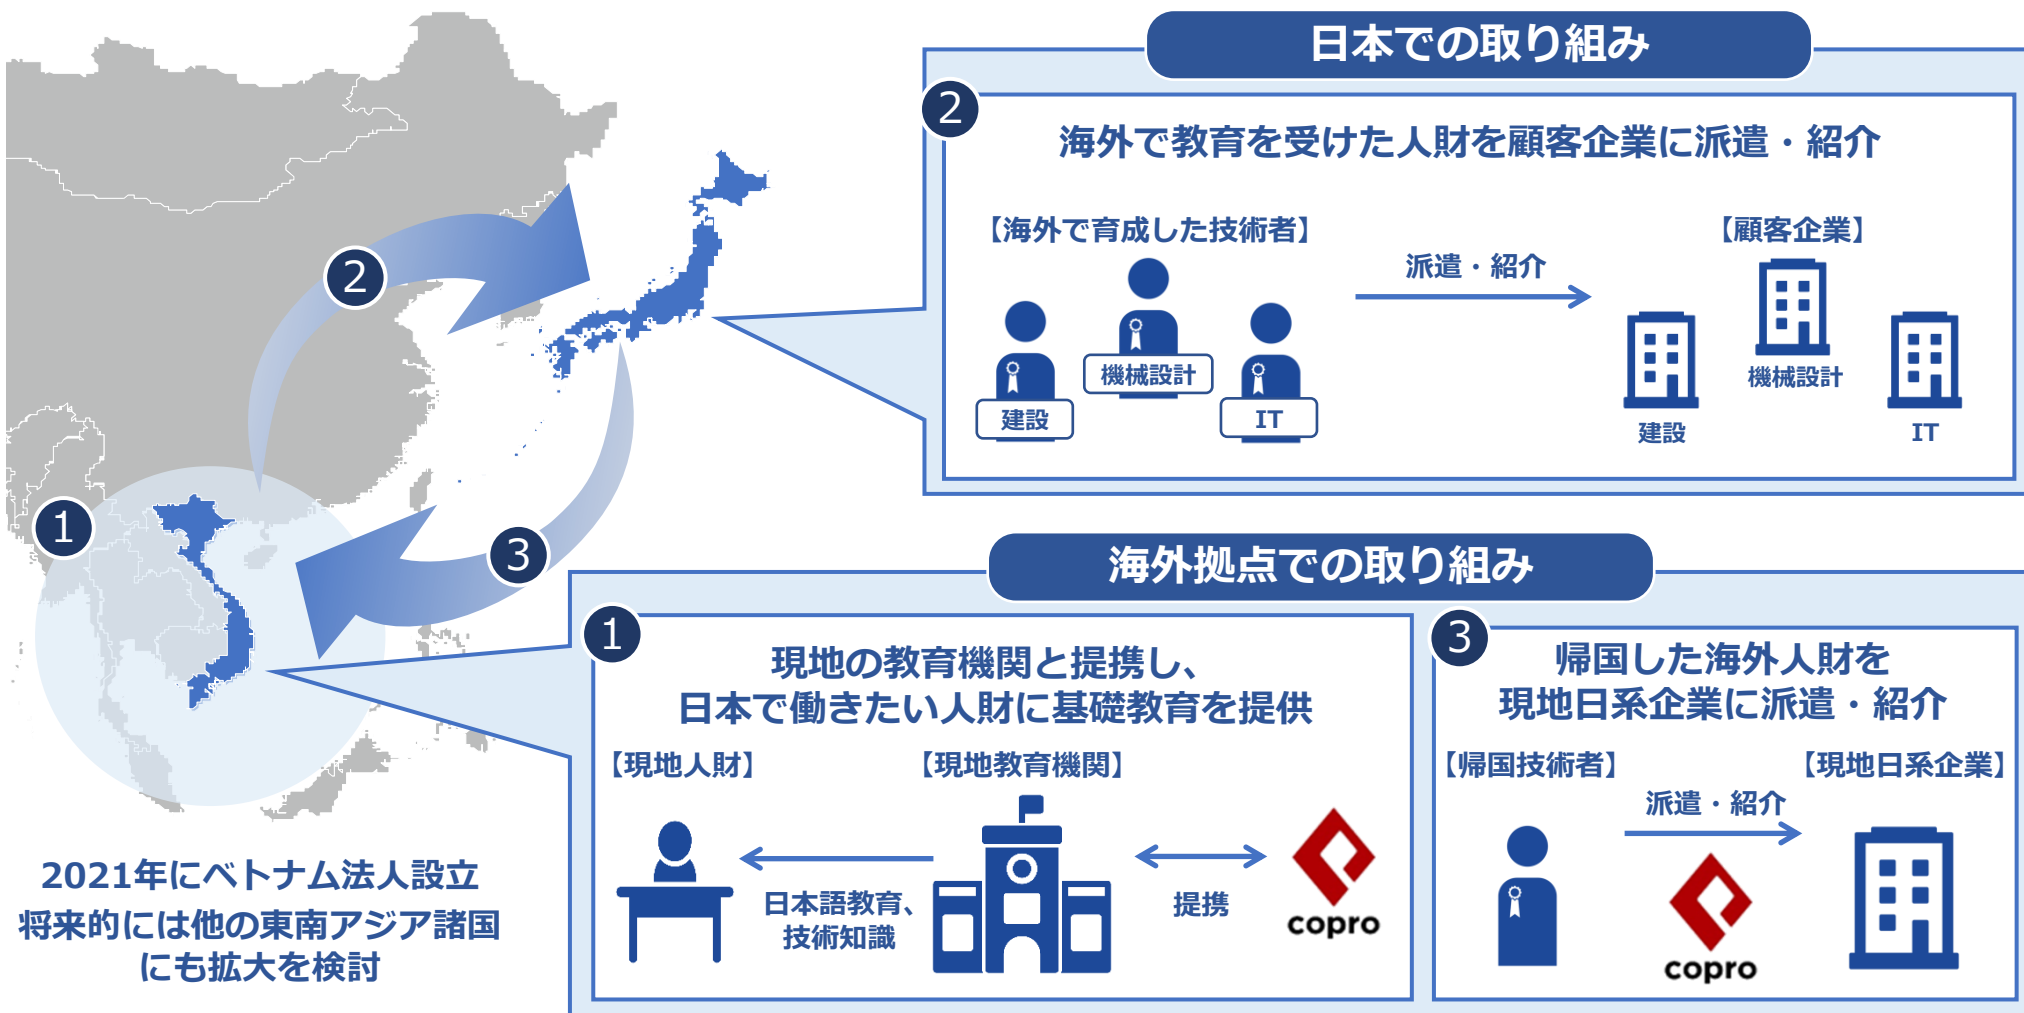 日本での取り組み
2
海外で教育を受けた人財を顧客企業に派遣・紹介
【海外で育成した技術者】
派遣・紹介
【顧客企業】
建設
機械設計
IT
建設
機械設計
IT
2
3
1
海外拠点での取り組み
1
現地の教育機関と提携し、
日本で働きたい人財に基礎教育を提供
【現地人財】
【現地教育機関】
日本語教育、
技術知識
提携
copro
3
帰国した海外人財を
現地日系企業に派遣・紹介
【帰国技術者】
派遣・紹介
【現地日系企業】
copro
2021年にベトナム法人設立
将来的には他の東南アジア諸国
にも拡大を検討